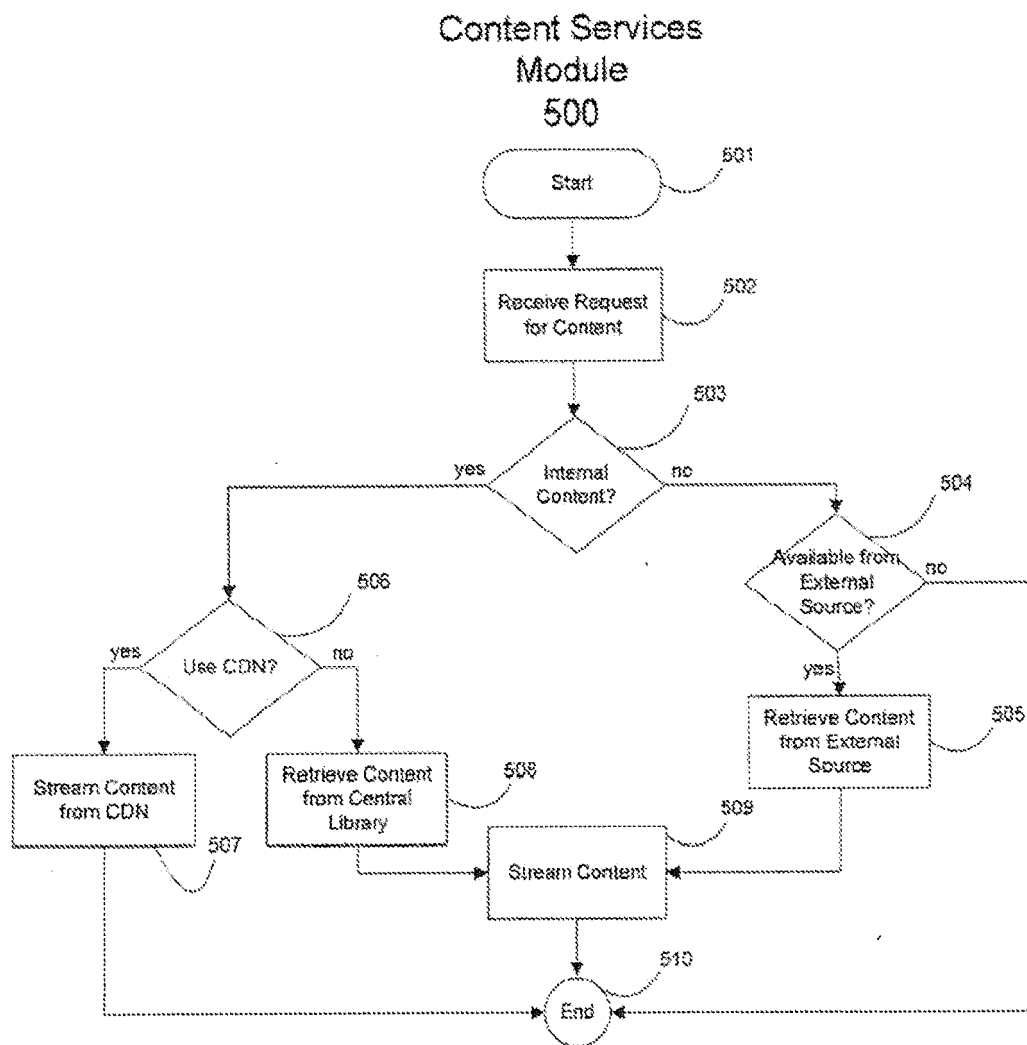 Content Services
Module
500
501
Start
502
Receive Request
for Content
503
yes
Internal
Content?
no
504
Available from
External
Source?
no
506
yes
Use CDN?
no
yes
Retrieve Content
from External
Source
505
Stream Content
from CDN
507
Retrieve Content
from Central
Library
508
509
Stream Content
510
End